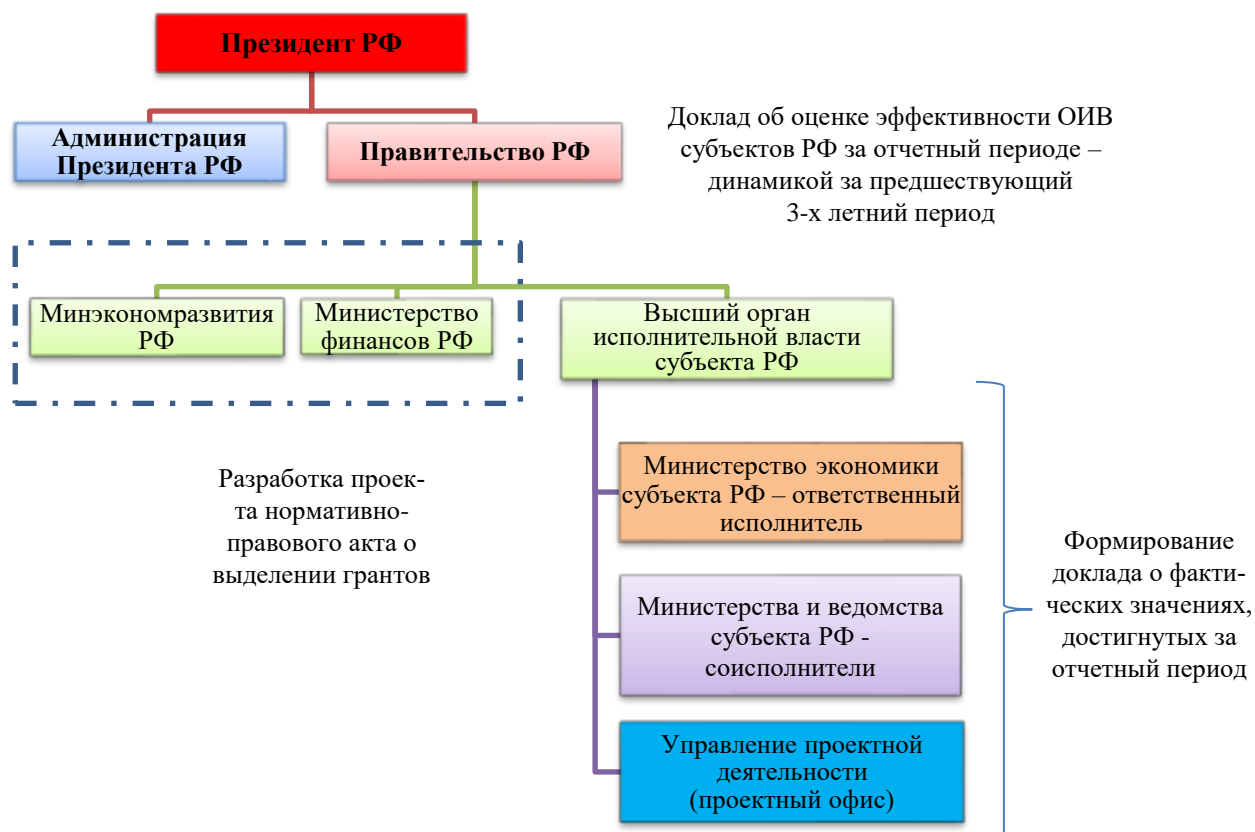 Президент РФ
Администрация
Президента РФ
Правительство РФ
Доклад об оценке эффективности ОИВ
субъектов РФ за отчетный периоде –
динамикой за предшествующий
3-х летний период
Минэкономразвития
РФ
Министерство
финансов РФ
Высший орган
исполнительной власти
субъекта РФ
Министерство экономики
субъекта РФ – ответственный
исполнитель
Разработка проек-
та нормативно-
правового акта о
выделении грантов
Министерства и ведомства
субъекта РФ -
соисполнители
Формирование
доклада о факти-
ческих значениях,
достигнутых за
отчетный период
Управление проектной
деятельности
(проектный офис)